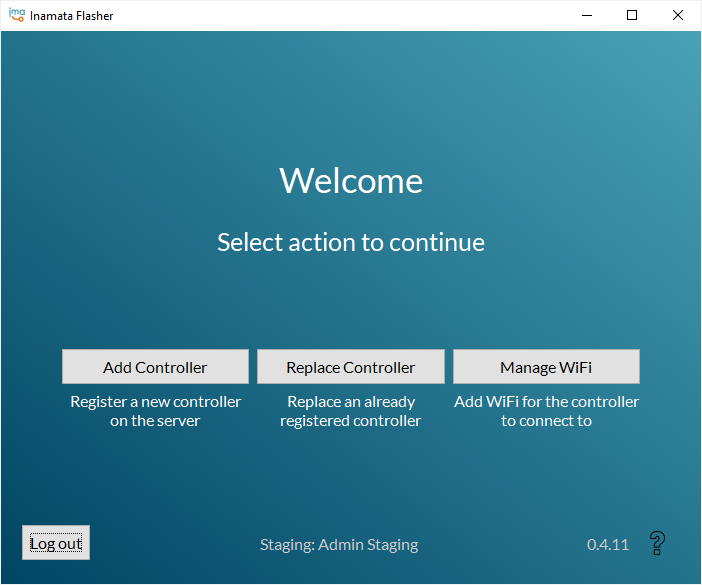 ima
Inamata Flasher
Welcome
Select action to continue
Add Controller
Replace Controller
Manage WiFi
Register a new controller
on the server
Replace an already
registered controller
Add WiFi for the controller
to connect to
Log out
Staging: Admin Staging
0.4.11
?